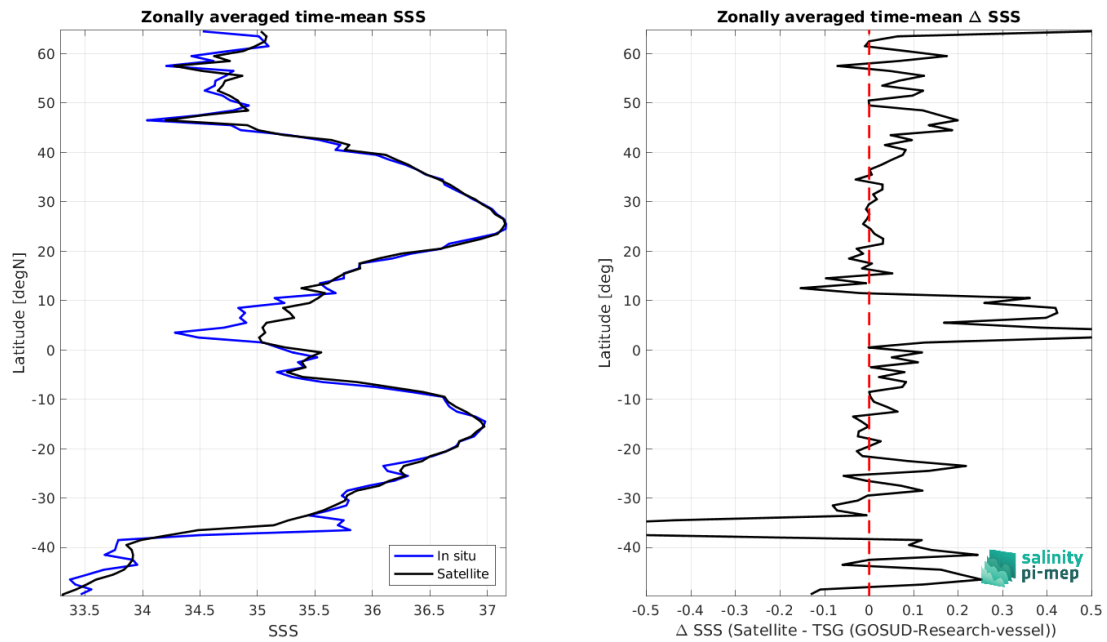 Zonally averaged time-mean SSS
60
50
40
30
20
10
0
-10
-20
-30
-40
Latitude [degN]
33.5 34 34.5 35 35.5 36 36.5 37
SSS
In situ
Satellite
Zonally averaged time-mean Δ SSS
60
50
40
30
20
10
0
-10
-20
-30
-40
Latitude [deg]
-0.5 -0.4 -0.3 -0.2 -0.1 0 0.1 0.2 0.3 0.4 0.5
Δ SSS (Satellite - TSG (GOSUD-Research-vessel))
salinity
pi-mep